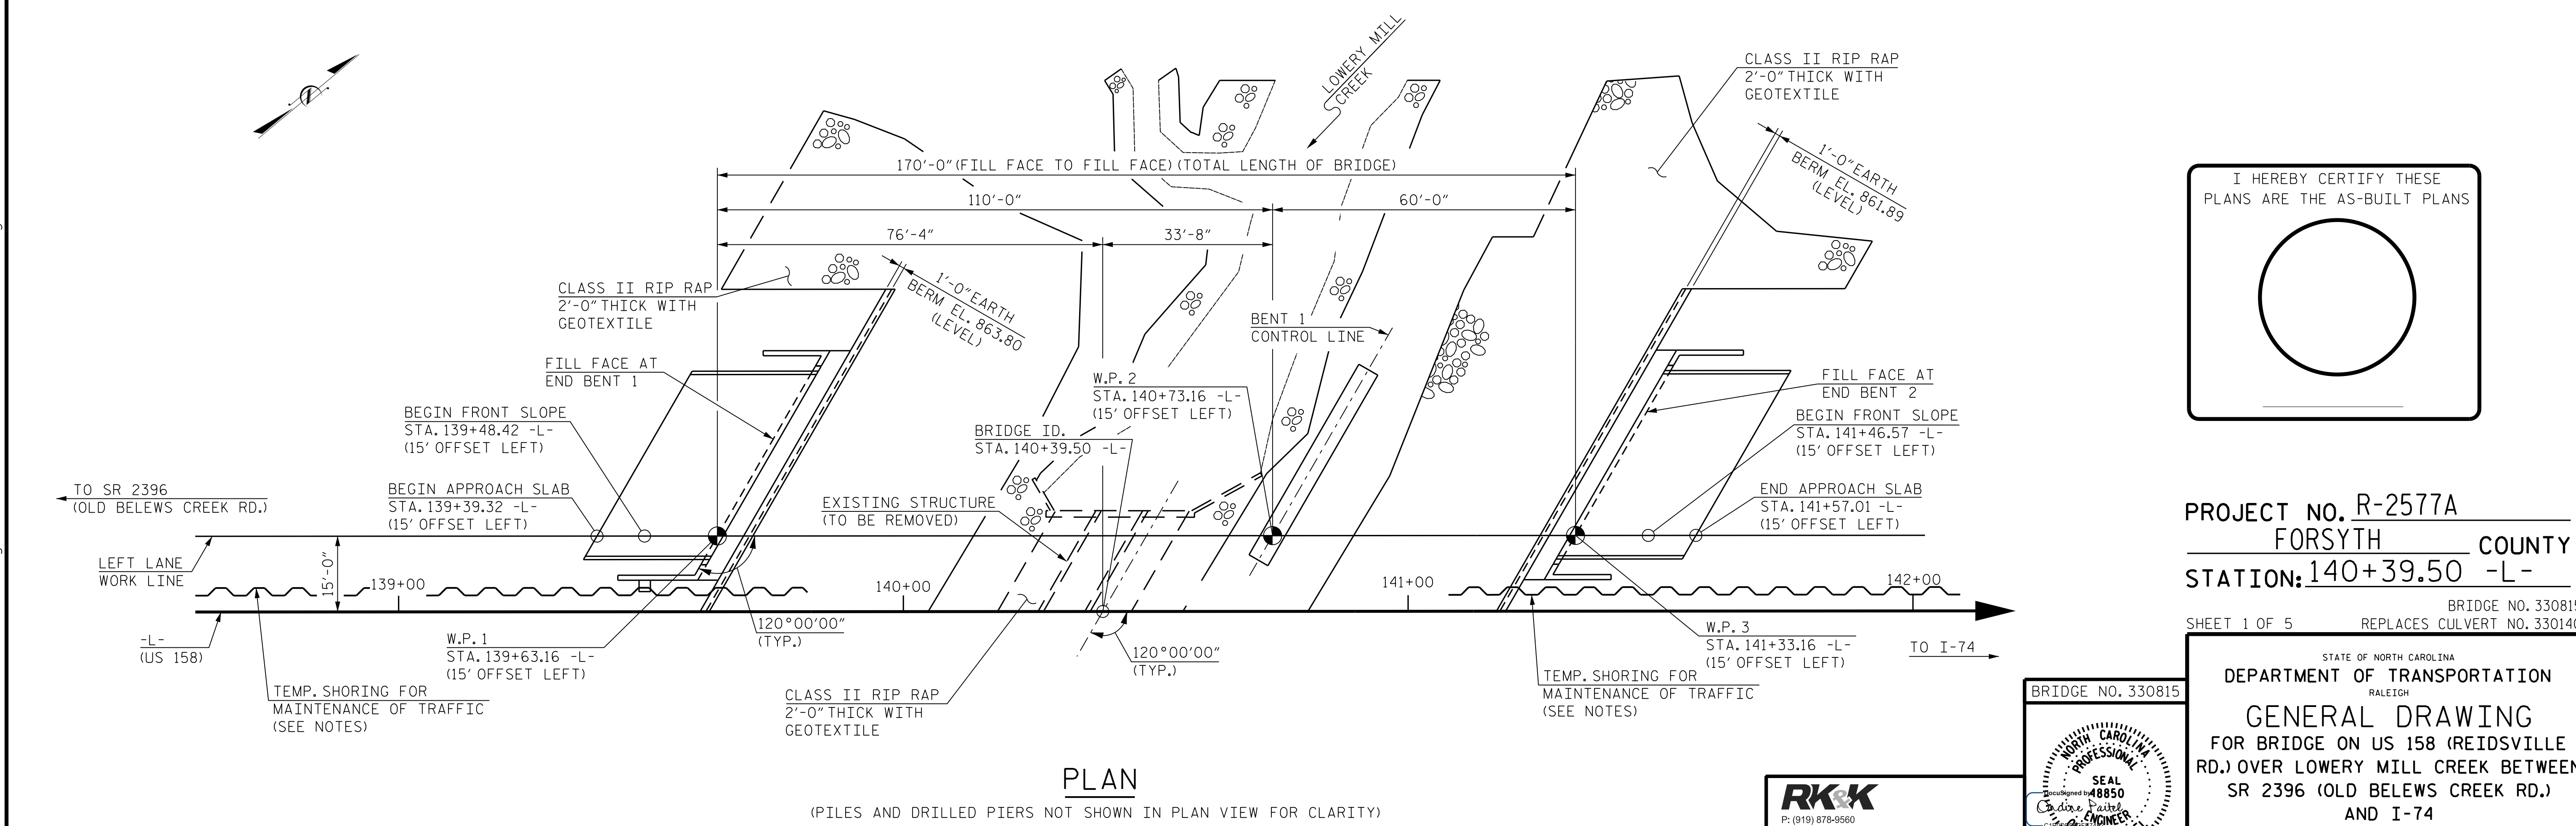 LOWERY MILL
CREEK
CLASS II RIP RAP
2'-0" THICK WITH
GEOTEXTILE
170'-0" (FILL FACE TO FILL FACE) (TOTAL LENGTH OF BRIDGE)
110'-0"
60'-0"
76'-4"
33'-8"
1'-0" EARTH
BERM EL. 861.89
(LEVEL)
CLASS II RIP RAP
2'-0" THICK WITH
GEOTEXTILE
1'-0" EARTH
BERM EL. 863.80
(LEVEL)
BENT 1
CONTROL LINE
FILL FACE AT
END BENT 1
W.P. 2
STA. 140+73.16 -L-
(15' OFFSET LEFT)
FILL FACE AT
END BENT 2
BEGIN FRONT SLOPE
STA. 139+48.42 -L-
(15' OFFSET LEFT)
BRIDGE ID.
STA. 140+39.50 -L-
BEGIN FRONT SLOPE
STA. 141+46.57 -L-
(15' OFFSET LEFT)
TO SR 2396
(OLD BELEWS CREEK RD.)
BEGIN APPROACH SLAB
STA. 139+39.32 -L-
(15' OFFSET LEFT)
EXISTING STRUCTURE
(TO BE REMOVED)
END APPROACH SLAB
STA. 141+57.01 -L-
(15' OFFSET LEFT)
LEFT LANE
WORK LINE
15'-0"
139+00
140+00
141+00
142+00
-L-
(US 158)
W.P. 1
STA. 139+63.16 -L-
(15' OFFSET LEFT)
120°00'00"
(TYP.)
120°00'00"
(TYP.)
W.P. 3
STA. 141+33.16 -L-
(15' OFFSET LEFT)
TO I-74
TEMP. SHORING FOR
MAINTENANCE OF TRAFFIC
(SEE NOTES)
CLASS II RIP RAP
2'-0" THICK WITH
GEOTEXTILE
TEMP. SHORING FOR
MAINTENANCE OF TRAFFIC
(SEE NOTES)
PLAN
(PILES AND DRILLED PIERS NOT SHOWN IN PLAN VIEW FOR CLARITY)
I HEREBY CERTIFY THESE
PLANS ARE THE AS-BUILT PLANS
PROJECT NO. R-2577A
FORSYTH COUNTY
STATION: 140+39.50 -L-
BRIDGE NO. 330815
SHEET 1 OF 5 REPLACES CULVERT NO. 330140
STATE OF NORTH CAROLINA
DEPARTMENT OF TRANSPORTATION
RALEIGH
GENERAL DRAWING
FOR BRIDGE ON US 158 (REIDSVILLE
RD.) OVER LOWERY MILL CREEK BETWEEN
SR 2396 (OLD BELEWS CREEK RD.)
AND I-74
BRIDGE NO. 330815
NORTH CAROLINA
PROFESSIONAL
SEAL
48850
ENGINEER
DocuSigned by
RK&K
P: (919) 878-9560